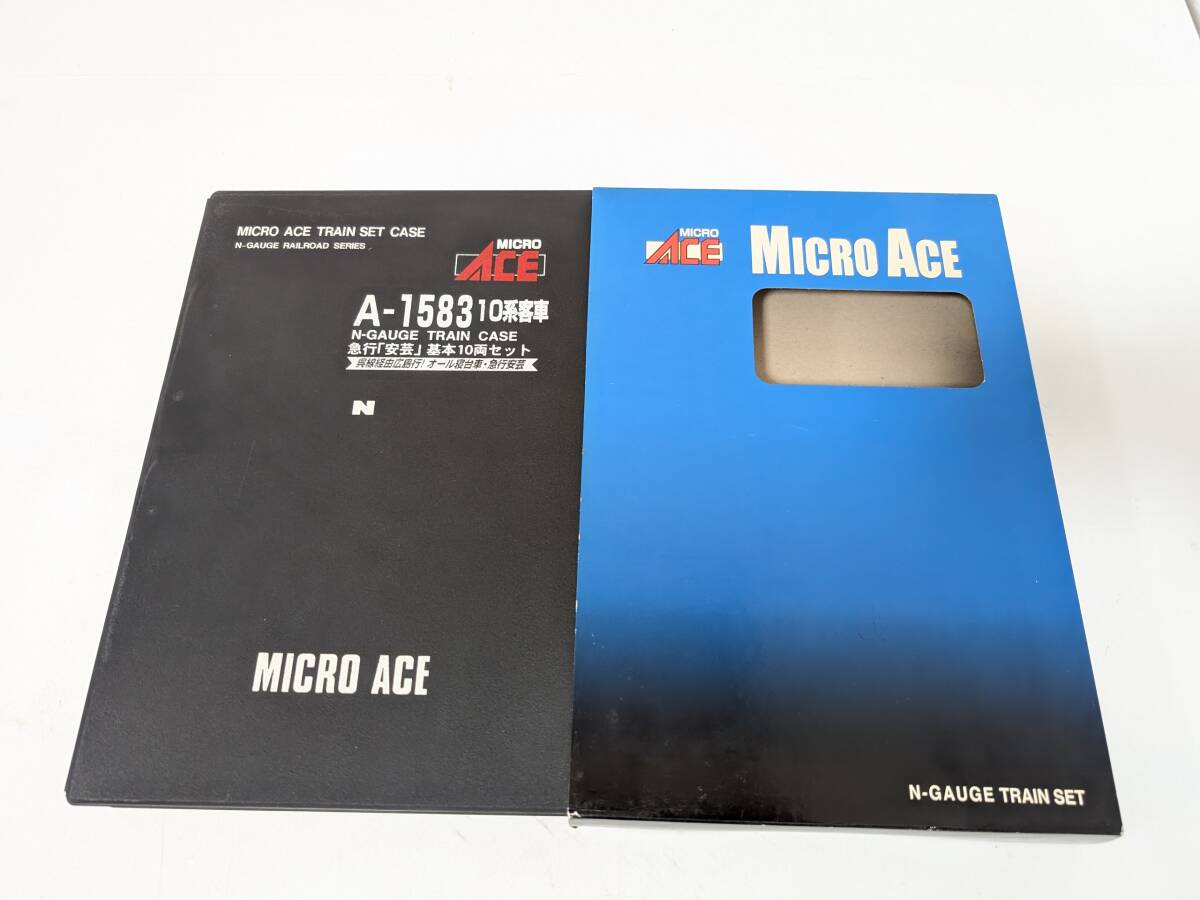 MICRO ACE TRAIN SET CASE
N-GAUGE RAILROAD SERIES
MICRO
ACE
A-1583 10系客車
N-GAUGE TRAIN CASE
急行「安芸」基本10両セット
呉線経由広島行!オール寝台車・急行安芸
N
MICRO ACE
MICRO
ACE
MICRO ACE
N-GAUGE TRAIN SET